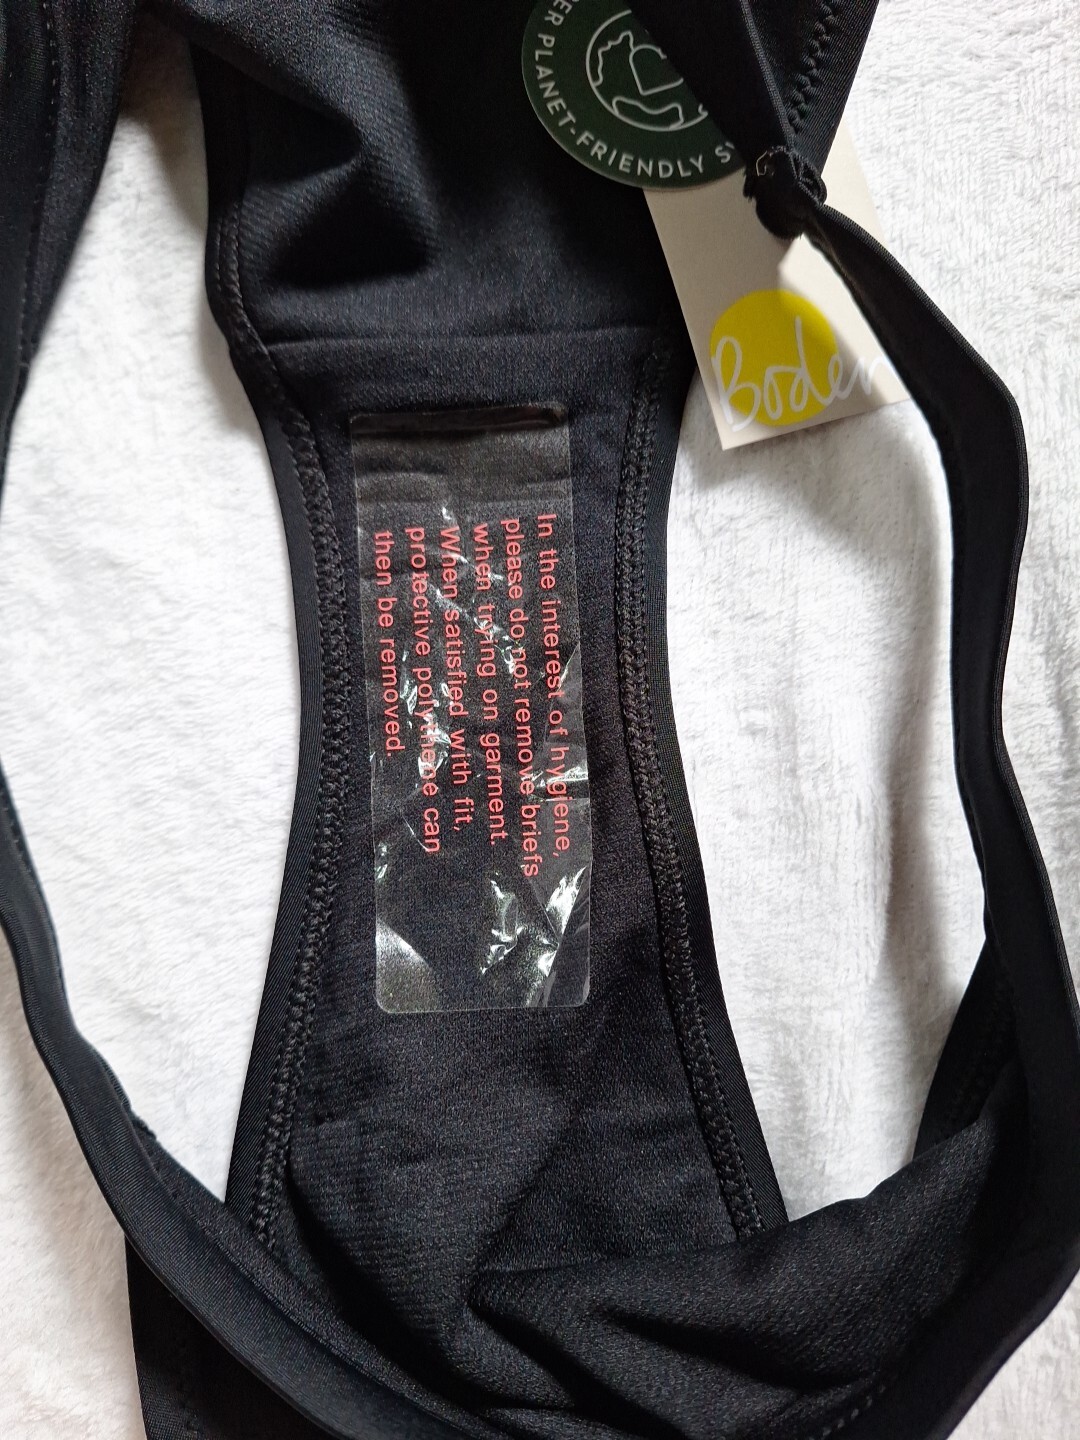 PLANET-FRIENDLY
Boden
In the interest of hygiene,
please do not remove briefs
when trying on garment.
When satisfied with fit,
protective polythene can
then be removed.